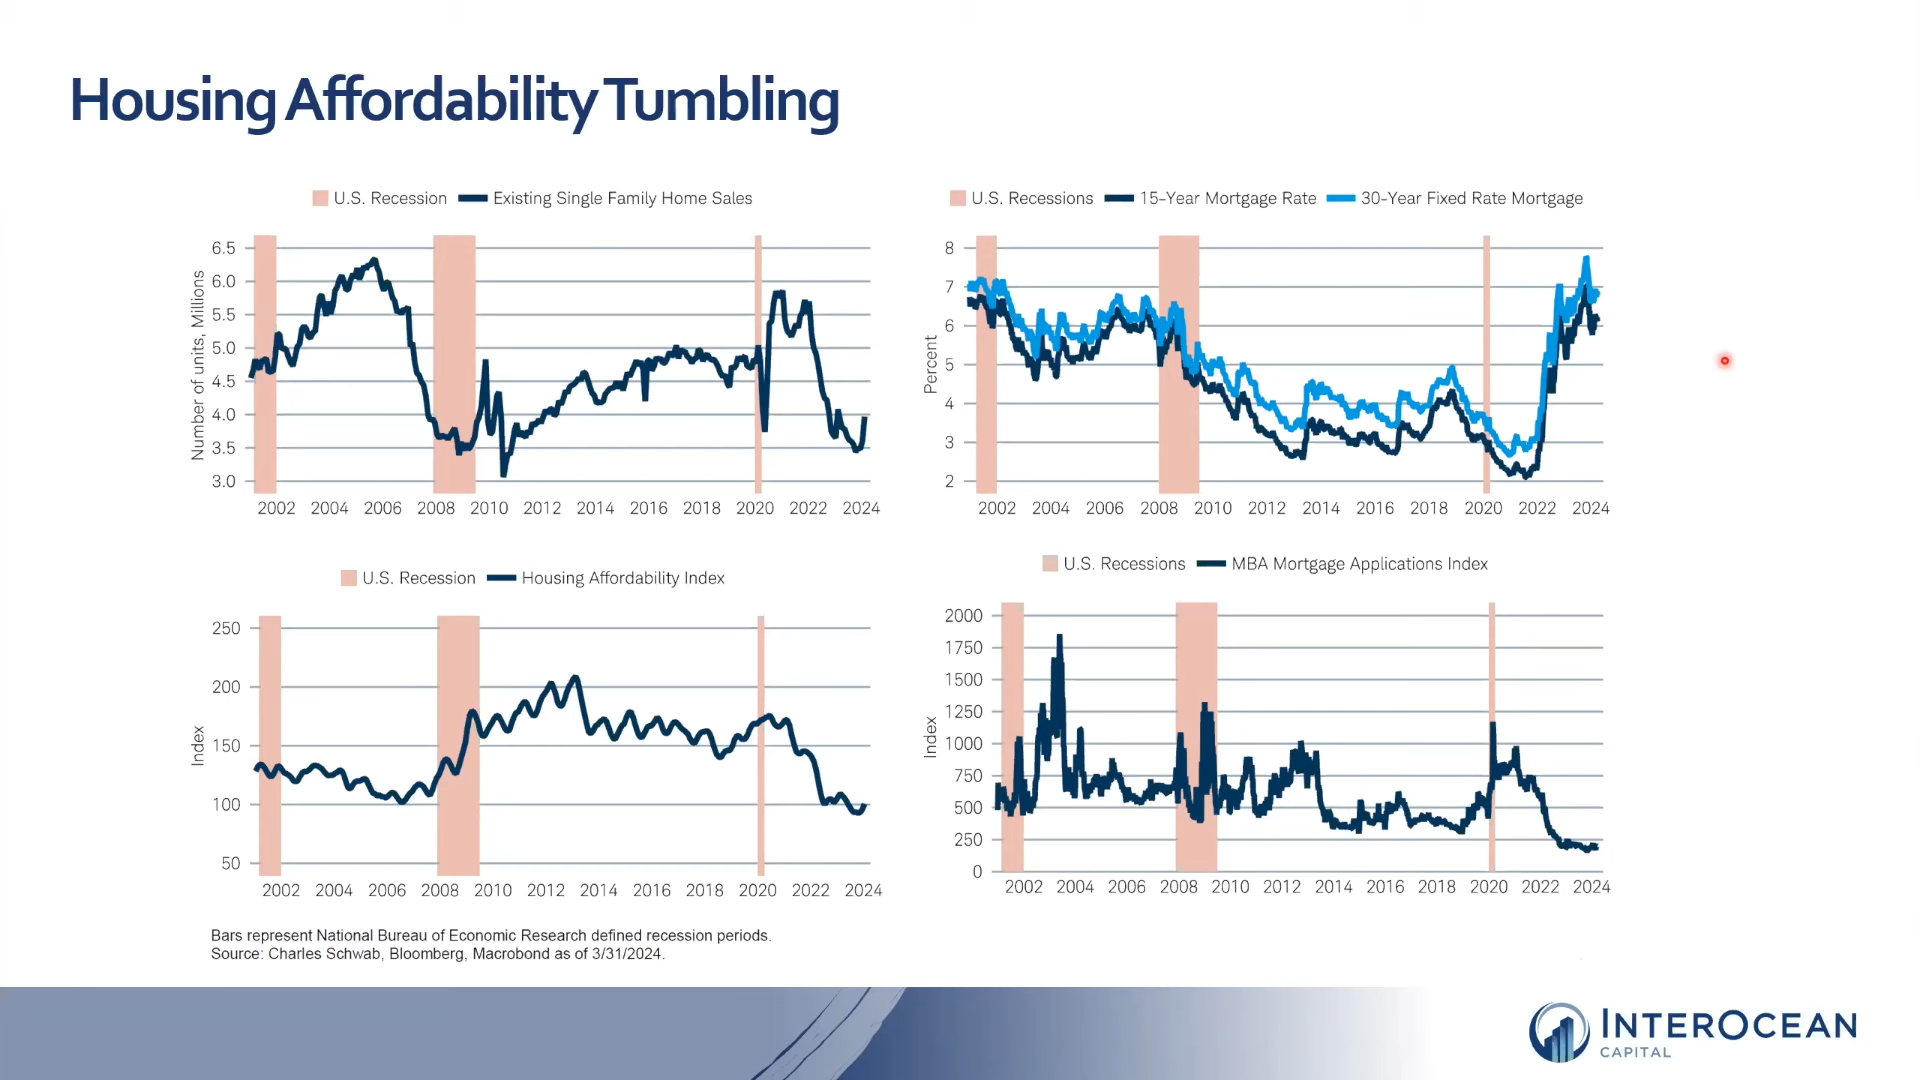 Housing Affordability Tumbling
U.S. Recession Existing Single Family Home Sales
Number of units, Millions
6.5
6.0
5.5
5.0
4.5
4.0
3.5
3.0
2002 2004 2006 2008 2010 2012 2014 2016 2018 2020 2022 2024
U.S. Recessions 15-Year Mortgage Rate 30-Year Fixed Rate Mortgage
Percent
8
7
6
5
4
3
2
2002 2004 2006 2008 2010 2012 2014 2016 2018 2020 2022 2024
U.S. Recession Housing Affordability Index
Index
250
200
150
100
50
2002 2004 2006 2008 2010 2012 2014 2016 2018 2020 2022 2024
U.S. Recessions MBA Mortgage Applications Index
Index
2000
1750
1500
1250
1000
750
500
250
0
2002 2004 2006 2008 2010 2012 2014 2016 2018 2020 2022 2024
Bars represent National Bureau of Economic Research defined recession periods.
Source: Charles Schwab, Bloomberg, Macrobond as of 3/31/2024.
INTEROCEAN
CAPITAL